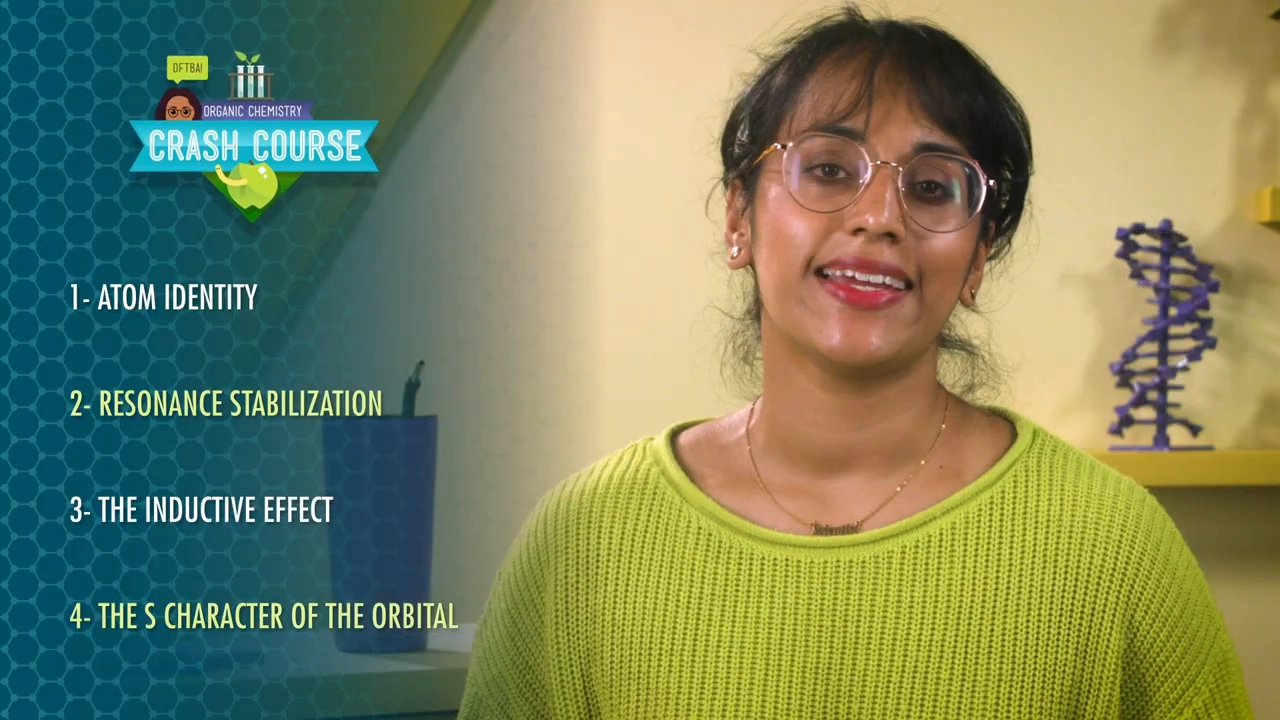 DFTBA!
ORGANIC CHEMISTRY
CRASH COURSE
1- ATOM IDENTITY
2- RESONANCE STABILIZATION
3- THE INDUCTIVE EFFECT
4- THE S CHARACTER OF THE ORBITAL